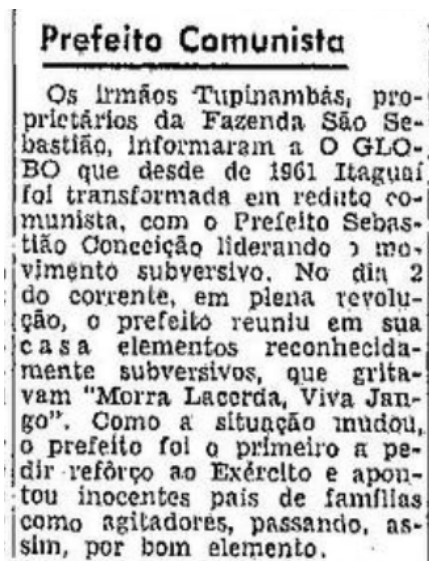 Prefeito Comunista
Os irmãos Tupinambás, pro-
prietários da Fazenda São Se-
bastião, informaram a O GLO-
BO que desde de 1961 Itaguaí
foi transformada em reduto co-
munista, com o Prefeito Sebas-
tião Conceição liderando o mo-
vimento subversivo. No dia 2
do corrente, em plena revolu-
ção, o prefeito reuniu em sua
casa elementos reconhecida-
mente subversivos, que grita-
vam "Morra Lacerda, Viva Jan-
go". Como a situação mudou,
o prefeito foi o primeiro a pe-
dir refôrço ao Exército e apon-
tou inocentes pais de famílias
como agitadores, passando, as-
sim, por bom elemento.